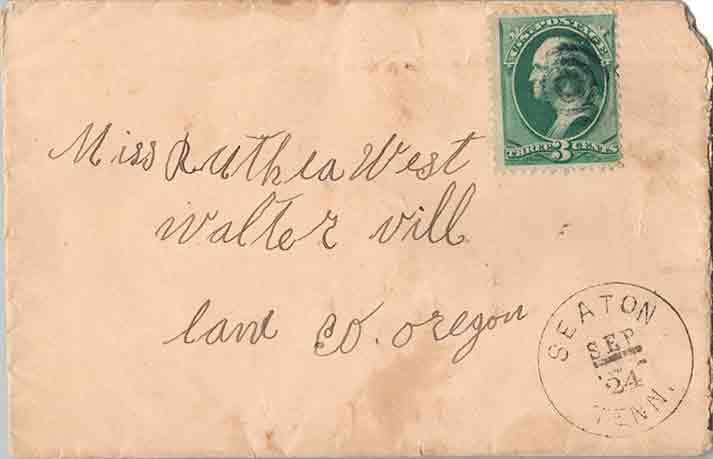 U.S. POSTAGE
THREE 3 CENTS
Miss Ruthea West
Walter vill
lane Co. oregon
SEATON
SEP
24
TENN.